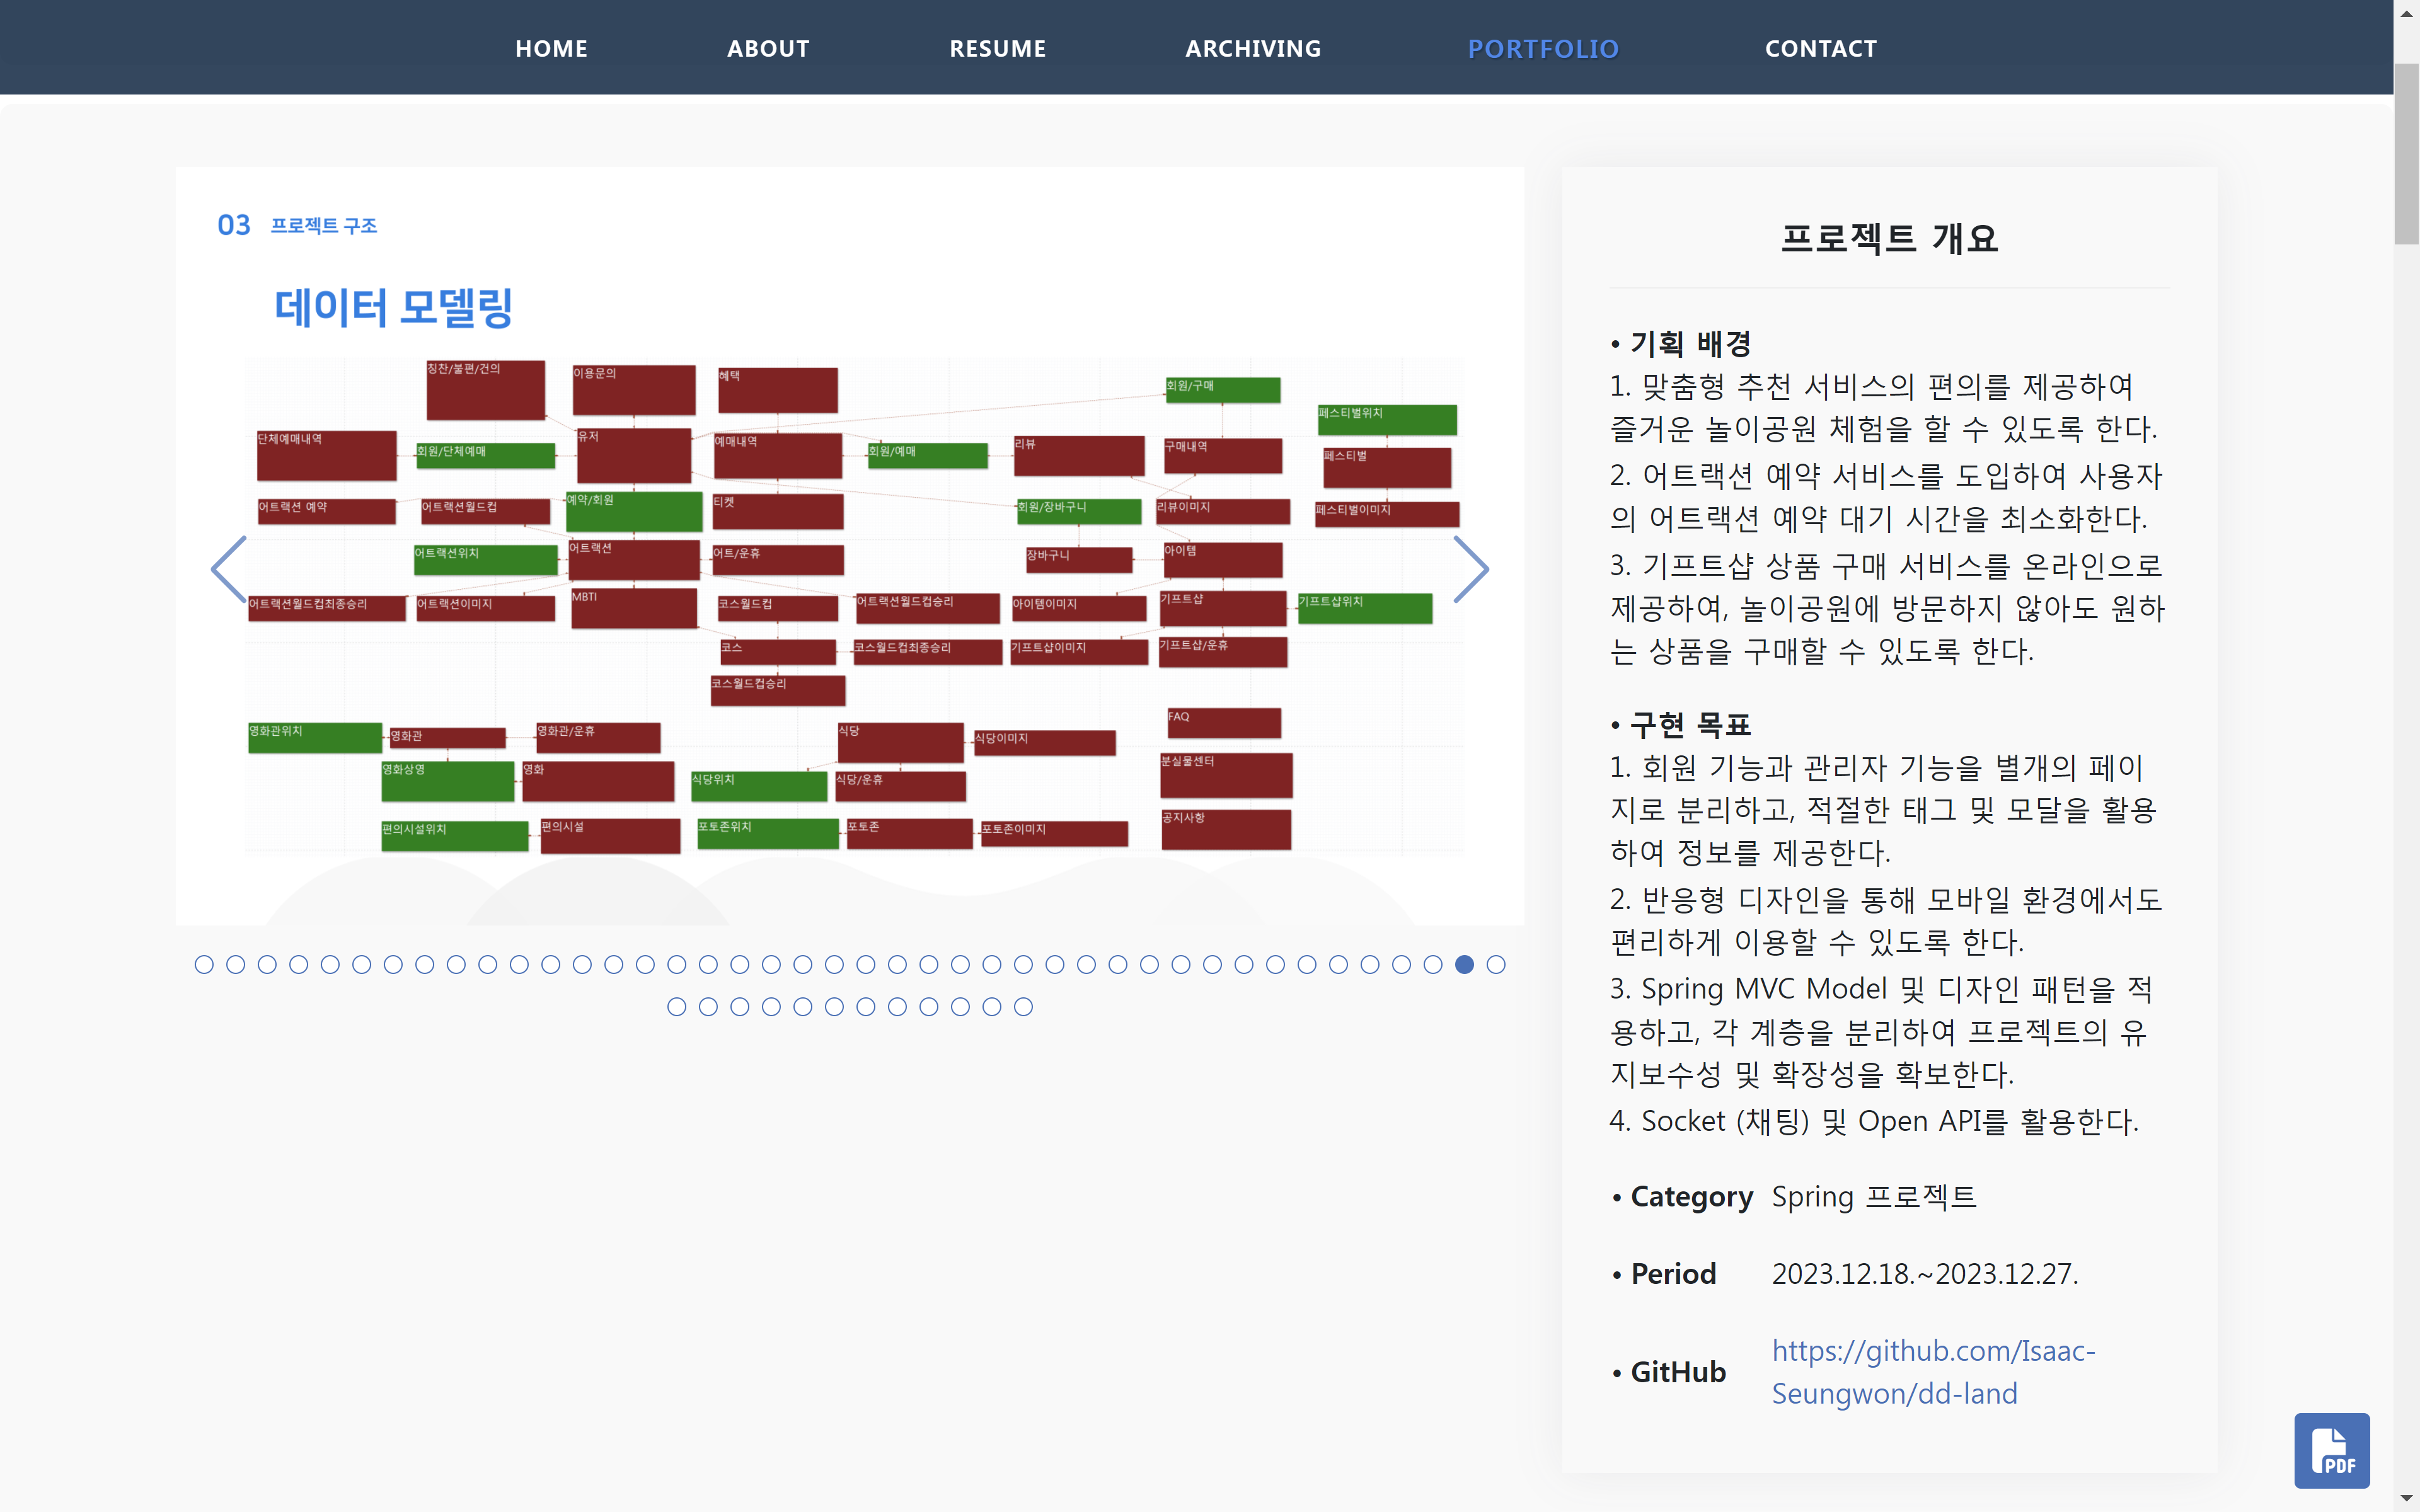 HOME ABOUT RESUME ARCHIVING PORTFOLIO CONTACT
03 프로젝트 구조
데이터 모델링
칭찬/불편/건의 이용문의 혜택 회원/구매
페스티벌위치
단체예매내역 회원/단체예매 유저 예매내역 회원/예매 리뷰 구매내역 페스티벌
어트랙션 예약 어트랙션월드컵 예약/회원 티켓 회원/장바구니 리뷰이미지 페스티벌이미지
어트랙션위치 어트랙션 어트/운휴 장바구니 아이템
어트랙션월드컵최종승리 어트랙션이미지 MBTI 코스월드컵 어트랙션월드컵승리 아이템이미지 기프트샵 기프트샵위치
코스 코스월드컵최종승리 기프트샵이미지 기프트샵/운휴
코스월드컵승리
영화관위치 영화관 영화관/운휴 식당 식당이미지 FAQ
영화상영 영화 식당위치 식당/운휴 분실물센터
편의시설위치 편의시설 포토존위치 포토존 포토존이미지 공지사항
프로젝트 개요
• 기획 배경
1. 맞춤형 추천 서비스의 편의를 제공하여
즐거운 놀이공원 체험을 할 수 있도록 한다.
2. 어트랙션 예약 서비스를 도입하여 사용자
의 어트랙션 예약 대기 시간을 최소화한다.
3. 기프트샵 상품 구매 서비스를 온라인으로
제공하여, 놀이공원에 방문하지 않아도 원하
는 상품을 구매할 수 있도록 한다.
• 구현 목표
1. 회원 기능과 관리자 기능을 별개의 페이
지로 분리하고, 적절한 태그 및 모달을 활용
하여 정보를 제공한다.
2. 반응형 디자인을 통해 모바일 환경에서도
편리하게 이용할 수 있도록 한다.
3. Spring MVC Model 및 디자인 패턴을 적
용하고, 각 계층을 분리하여 프로젝트의 유
지보수성 및 확장성을 확보한다.
4. Socket (채팅) 및 Open API를 활용한다.
• Category Spring 프로젝트
• Period 2023.12.18.~2023.12.27.
• GitHub https://github.com/Isaac-
Seungwon/dd-land
PDF